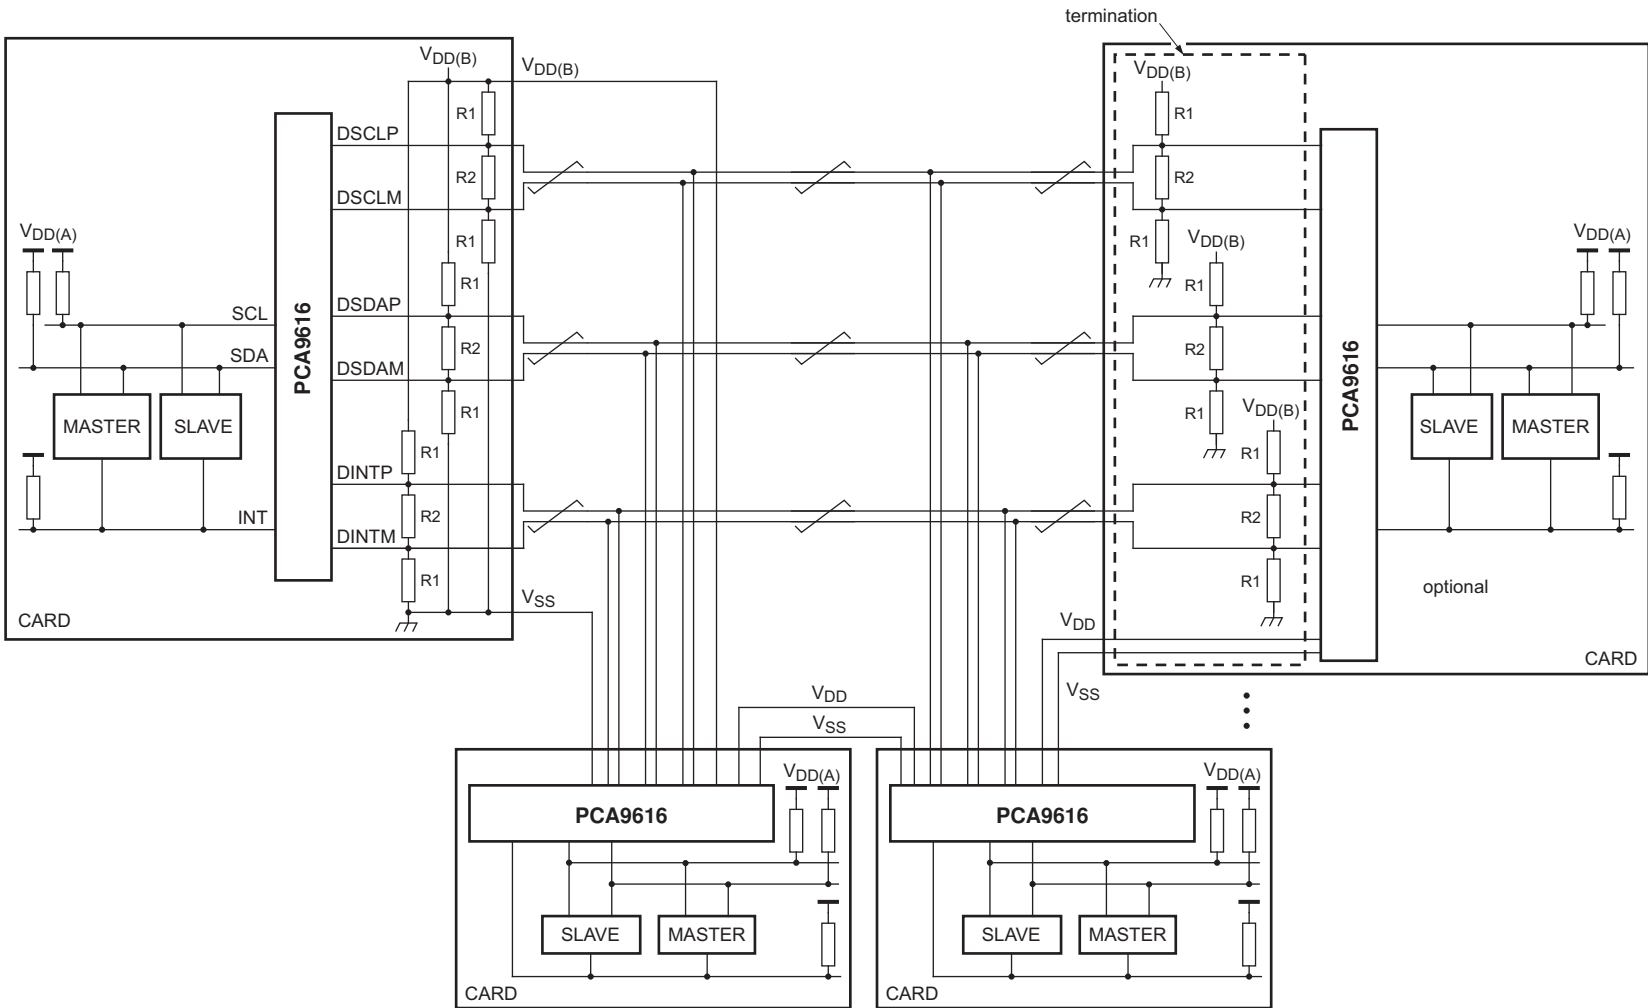 termination
VDD(B)
VDD(B)
R1
DSCLP
R2
DSCLM
R1
VDD(A)
R1
SCL
DSDAP
SDA
R2
DSDAM
PCA9616
MASTER
SLAVE
R1
R1
DINTP
INT
R2
DINTM
R1
VSS
CARD
VDD(B)
R1
R2
R1
VDD(B)
R1
R2
R1
VDD(B)
R1
R2
R1
PCA9616
VDD(A)
SLAVE
MASTER
optional
VDD
VSS
CARD
VDD
VSS
VDD(A)
PCA9616
SLAVE
MASTER
CARD
VDD(A)
PCA9616
SLAVE
MASTER
CARD